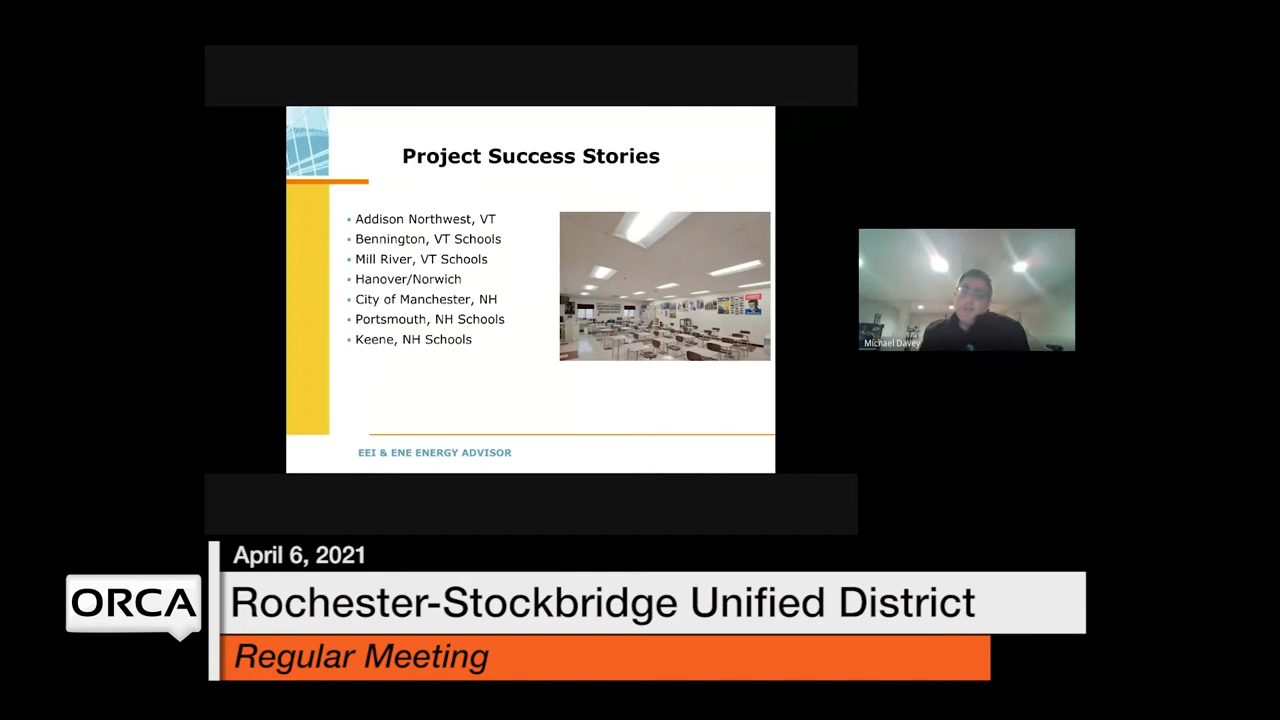 Project Success Stories
▪ Addison Northwest, VT
▪ Bennington, VT Schools
▪ Mill River, VT Schools
▪ Hanover/Norwich
▪ City of Manchester, NH
▪ Portsmouth, NH Schools
▪ Keene, NH Schools
EEI & ENE ENERGY ADVISOR
Michael Davey
April 6, 2021
ORCA
Rochester-Stockbridge Unified District
Regular Meeting